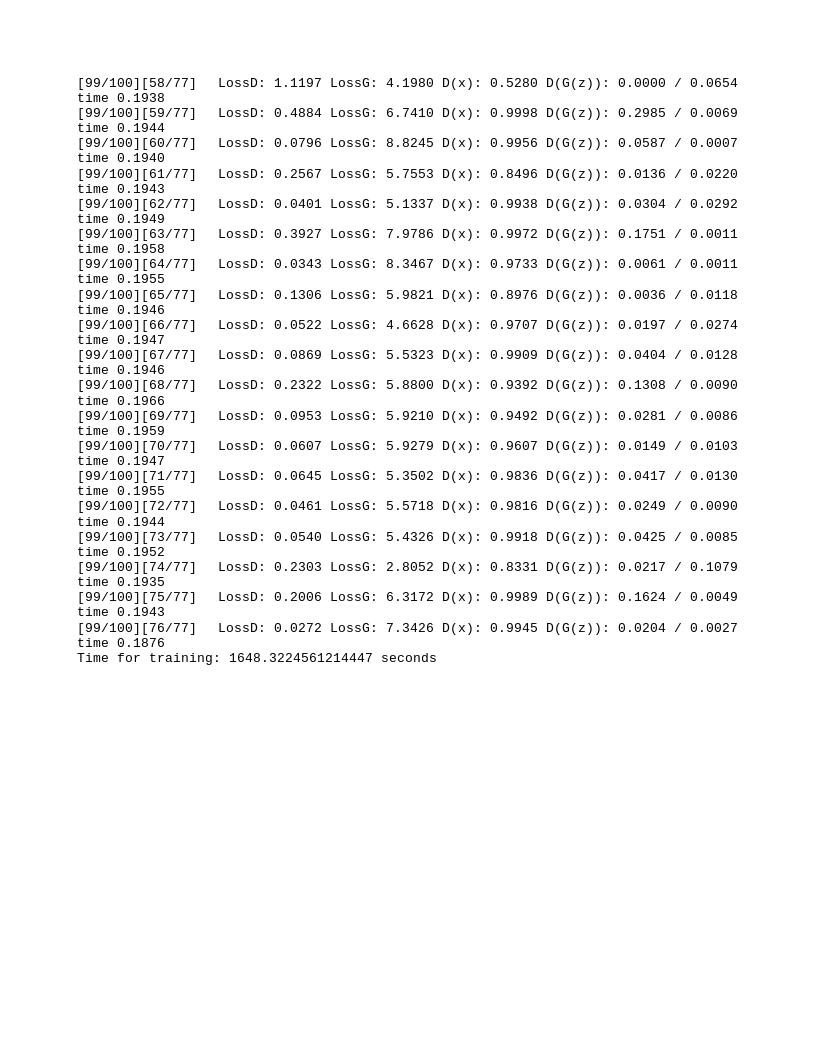 [99/100][58/77] LossD: 1.1197 LossG: 4.1980 D(x): 0.5280 D(G(z)): 0.0000 / 0.0654
time 0.1938
[99/100][59/77] LossD: 0.4884 LossG: 6.7410 D(x): 0.9998 D(G(z)): 0.2985 / 0.0069
time 0.1944
[99/100][60/77] LossD: 0.0796 LossG: 8.8245 D(x): 0.9956 D(G(z)): 0.0587 / 0.0007
time 0.1940
[99/100][61/77] LossD: 0.2567 LossG: 5.7553 D(x): 0.8496 D(G(z)): 0.0136 / 0.0220
time 0.1943
[99/100][62/77] LossD: 0.0401 LossG: 5.1337 D(x): 0.9938 D(G(z)): 0.0304 / 0.0292
time 0.1949
[99/100][63/77] LossD: 0.3927 LossG: 7.9786 D(x): 0.9972 D(G(z)): 0.1751 / 0.0011
time 0.1958
[99/100][64/77] LossD: 0.0343 LossG: 8.3467 D(x): 0.9733 D(G(z)): 0.0061 / 0.0011
time 0.1955
[99/100][65/77] LossD: 0.1306 LossG: 5.9821 D(x): 0.8976 D(G(z)): 0.0036 / 0.0118
time 0.1946
[99/100][66/77] LossD: 0.0522 LossG: 4.6628 D(x): 0.9707 D(G(z)): 0.0197 / 0.0274
time 0.1947
[99/100][67/77] LossD: 0.0869 LossG: 5.5323 D(x): 0.9909 D(G(z)): 0.0404 / 0.0128
time 0.1946
[99/100][68/77] LossD: 0.2322 LossG: 5.8800 D(x): 0.9392 D(G(z)): 0.1308 / 0.0090
time 0.1966
[99/100][69/77] LossD: 0.0953 LossG: 5.9210 D(x): 0.9492 D(G(z)): 0.0281 / 0.0086
time 0.1959
[99/100][70/77] LossD: 0.0607 LossG: 5.9279 D(x): 0.9607 D(G(z)): 0.0149 / 0.0103
time 0.1947
[99/100][71/77] LossD: 0.0645 LossG: 5.3502 D(x): 0.9836 D(G(z)): 0.0417 / 0.0130
time 0.1955
[99/100][72/77] LossD: 0.0461 LossG: 5.5718 D(x): 0.9816 D(G(z)): 0.0249 / 0.0090
time 0.1944
[99/100][73/77] LossD: 0.0540 LossG: 5.4326 D(x): 0.9918 D(G(z)): 0.0425 / 0.0085
time 0.1952
[99/100][74/77] LossD: 0.2303 LossG: 2.8052 D(x): 0.8331 D(G(z)): 0.0217 / 0.1079
time 0.1935
[99/100][75/77] LossD: 0.2006 LossG: 6.3172 D(x): 0.9989 D(G(z)): 0.1624 / 0.0049
time 0.1943
[99/100][76/77] LossD: 0.0272 LossG: 7.3426 D(x): 0.9945 D(G(z)): 0.0204 / 0.0027
time 0.1876
Time for training: 1648.3224561214447 seconds